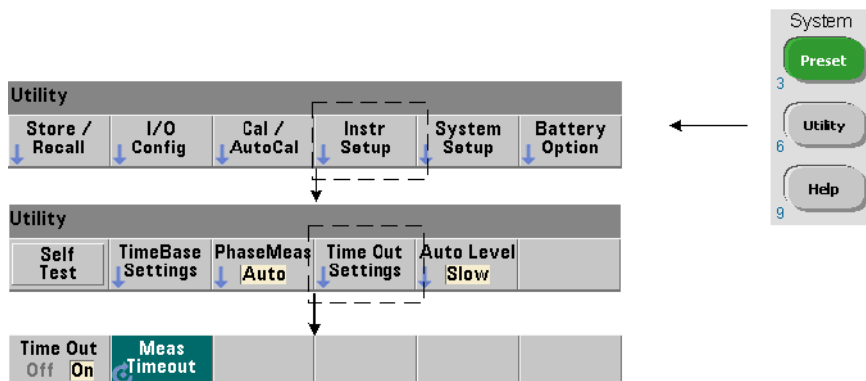 System
Preset
3
Utility
6
Help
9
Utility
Store / Recall
I/O Config
Cal / AutoCal
Instr Setup
System Setup
Battery Option
Utility
Self Test
TimeBase Settings
PhaseMeas Auto
Time Out Settings
Auto Level Slow
Time Out
Off On
Meas Timeout